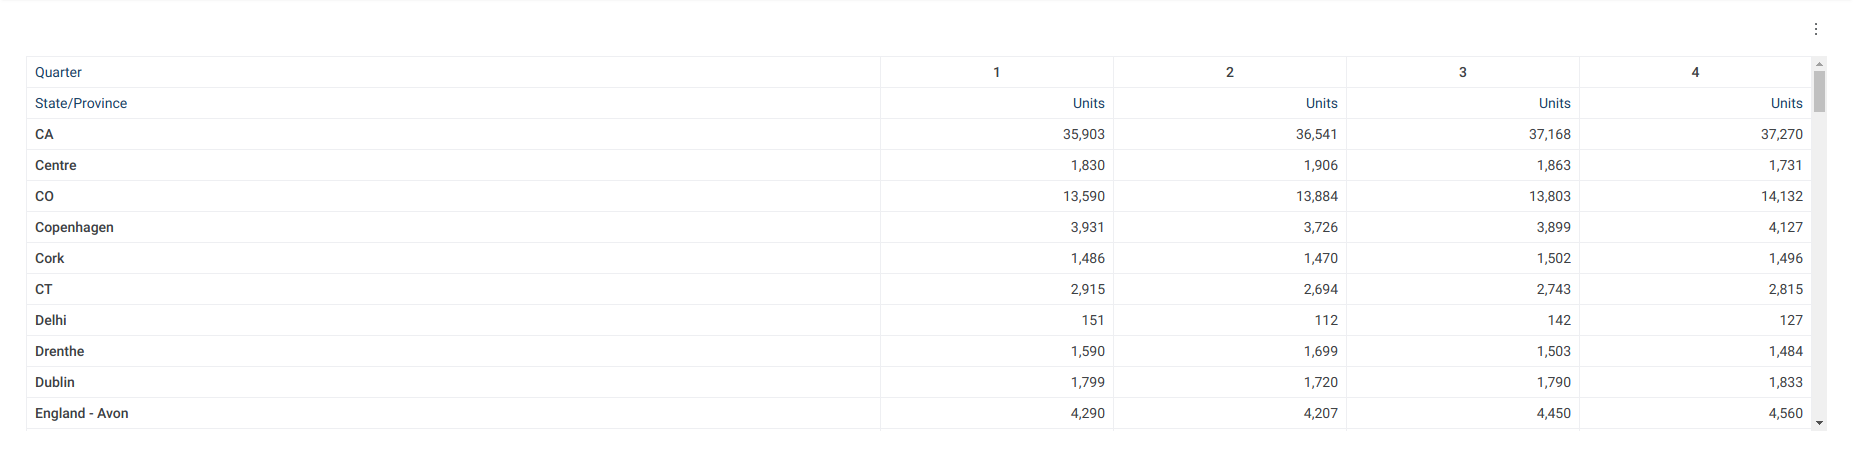 Quarter 1 2 3 4
State/Province Units Units Units Units
CA 35,903 36,541 37,168 37,270
Centre 1,830 1,906 1,863 1,731
CO 13,590 13,884 13,803 14,132
Copenhagen 3,931 3,726 3,899 4,127
Cork 1,486 1,470 1,502 1,496
CT 2,915 2,694 2,743 2,815
Delhi 151 112 142 127
Drenthe 1,590 1,699 1,503 1,484
Dublin 1,799 1,720 1,790 1,833
England - Avon 4,290 4,207 4,450 4,560